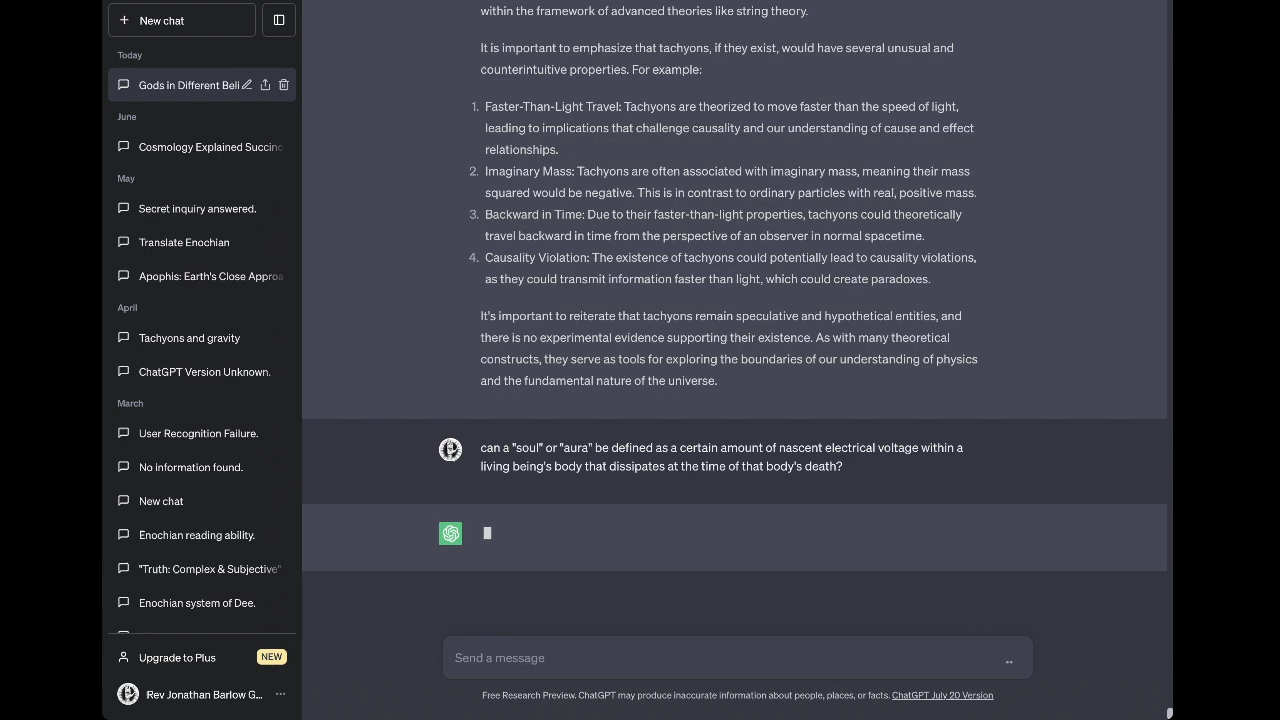 New chat
Today
Gods in Different Beli
June
Cosmology Explained Succinc
May
Secret inquiry answered.
Translate Enochian
Apophis: Earth's Close Approa
April
Tachyons and gravity
ChatGPT Version Unknown.
March
User Recognition Failure.
No information found.
New chat
Enochian reading ability.
"Truth: Complex & Subjective"
Enochian system of Dee.
Upgrade to Plus
NEW
Rev Jonathan Barlow G...
within the framework of advanced theories like string theory.
It is important to emphasize that tachyons, if they exist, would have several unusual and
counterintuitive properties. For example:
1. Faster-Than-Light Travel: Tachyons are theorized to move faster than the speed of light,
leading to implications that challenge causality and our understanding of cause and effect
relationships.
2. Imaginary Mass: Tachyons are often associated with imaginary mass, meaning their mass
squared would be negative. This is in contrast to ordinary particles with real, positive mass.
3. Backward in Time: Due to their faster-than-light properties, tachyons could theoretically
travel backward in time from the perspective of an observer in normal spacetime.
4. Causality Violation: The existence of tachyons could potentially lead to causality violations,
as they could transmit information faster than light, which could create paradoxes.
It's important to reiterate that tachyons remain speculative and hypothetical entities, and
there is no experimental evidence supporting their existence. As with many theoretical
constructs, they serve as tools for exploring the boundaries of our understanding of physics
and the fundamental nature of the universe.
can a "soul" or "aura" be defined as a certain amount of nascent electrical voltage within a
living being's body that dissipates at the time of that body's death?
Send a message
Free Research Preview. ChatGPT may produce inaccurate information about people, places, or facts. ChatGPT July 20 Version